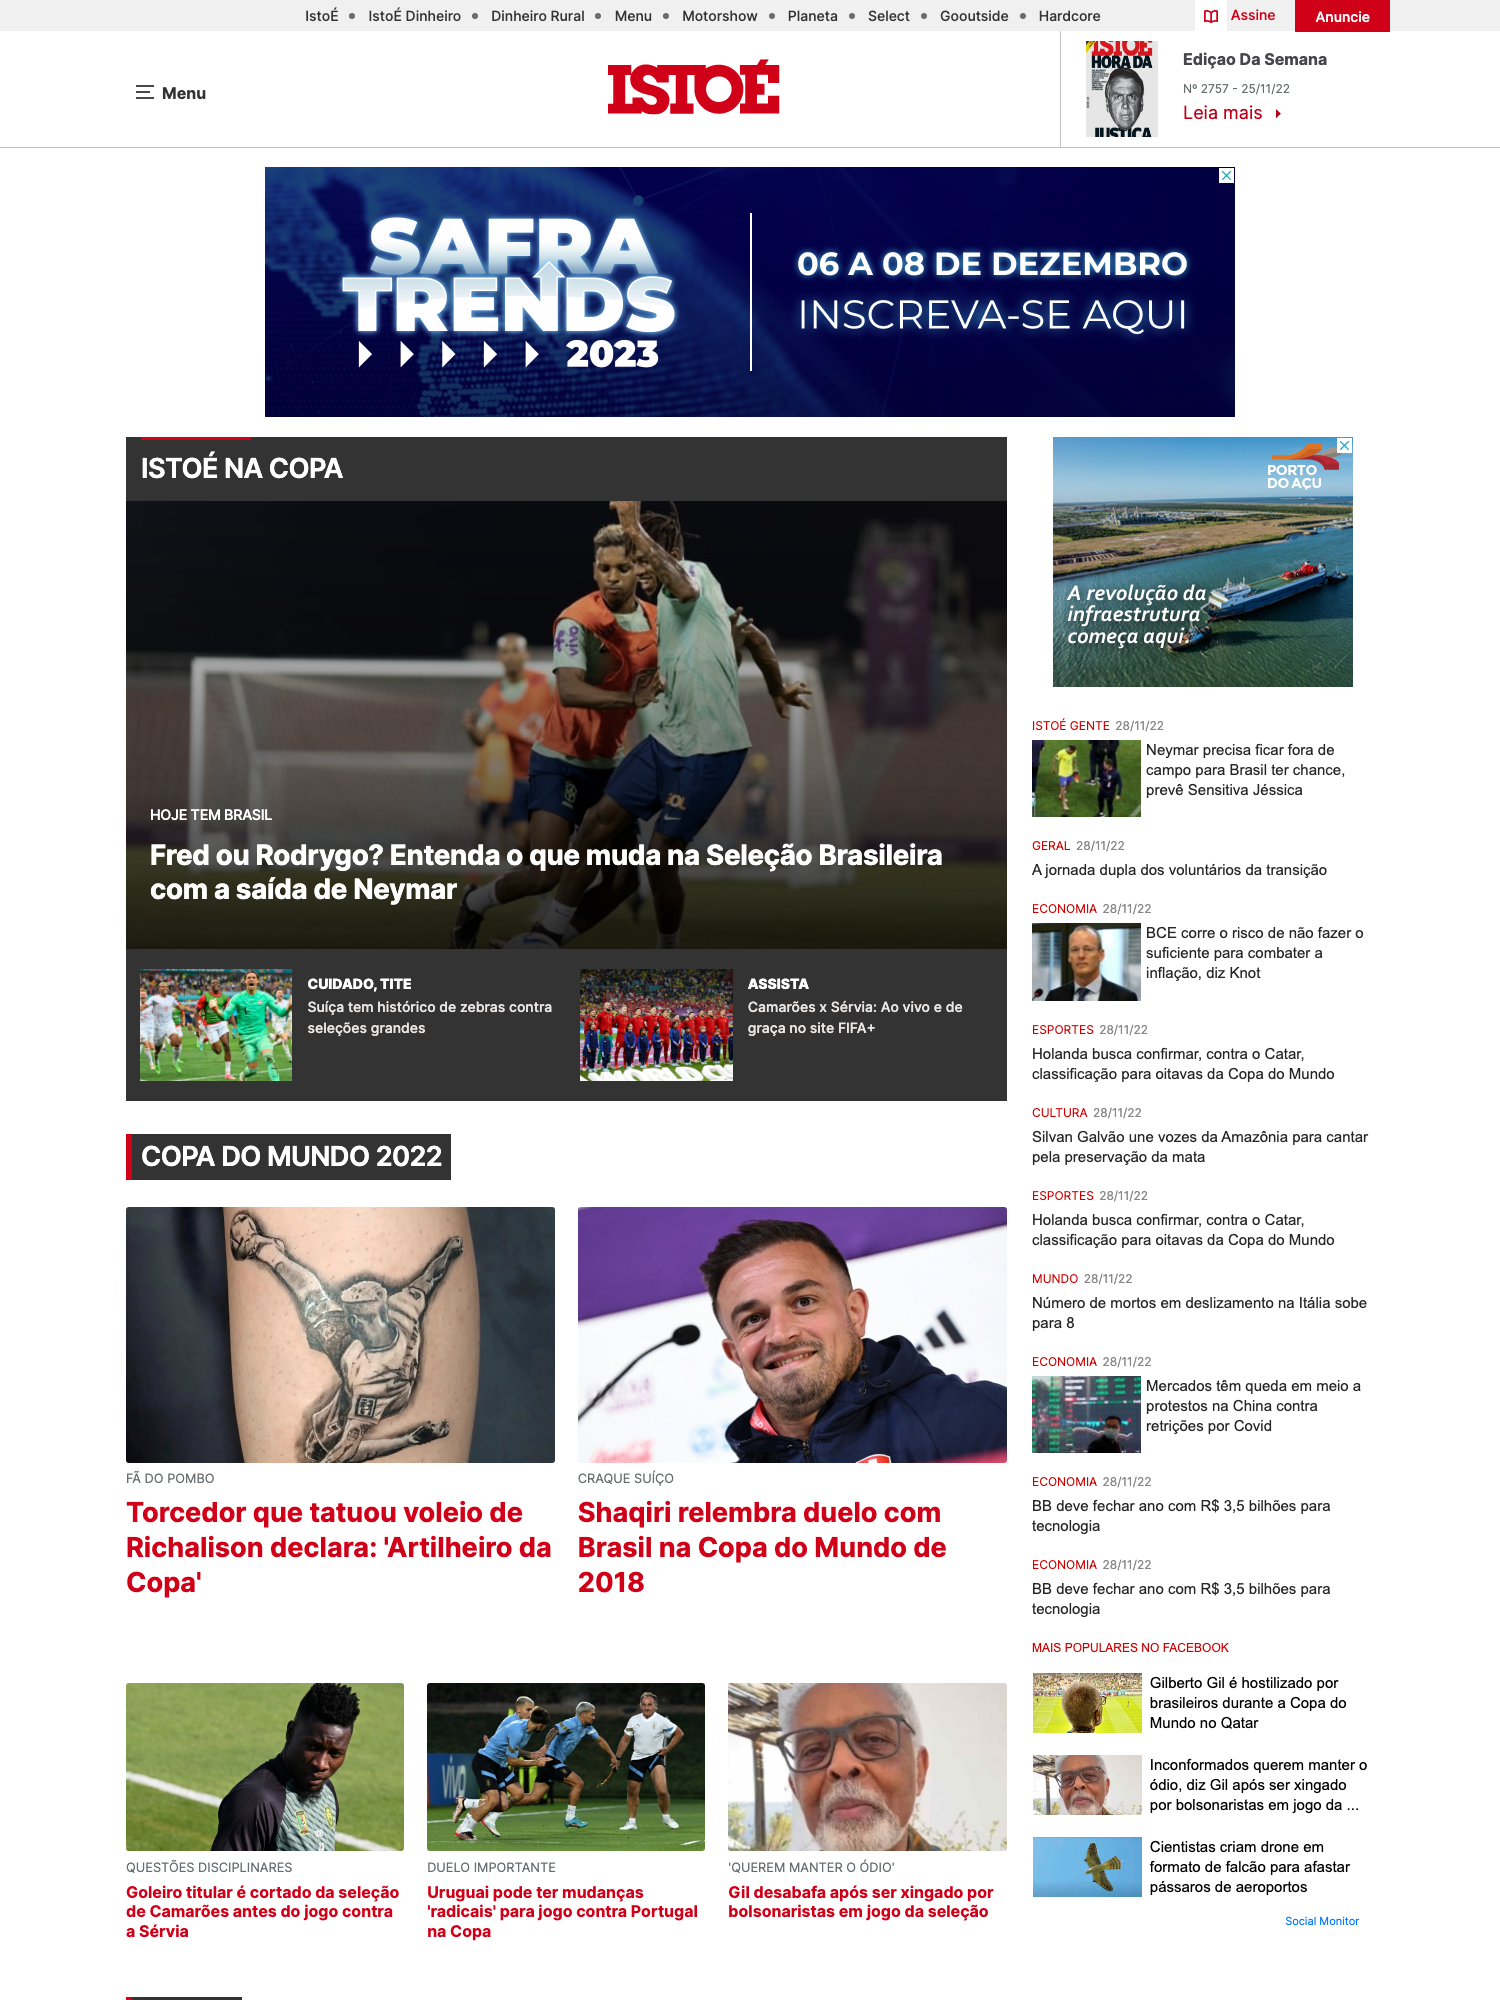 IstoÉ • IstoÉ Dinheiro • Dinheiro Rural • Menu • Motorshow • Planeta • Select • Gooutside • Hardcore
Assine
Anuncie
Menu
ISTOÉ
ISTOÉ
HORA DA
JUSTIÇA
Ediçao Da Semana
Nº 2757 - 25/11/22
Leia mais
SAFRA
TRENDS
2023
06 A 08 DE DEZEMBRO
INSCREVA-SE AQUI
ISTOÉ NA COPA
vivo
GOL
HOJE TEM BRASIL
Fred ou Rodrygo? Entenda o que muda na Seleção Brasileira
com a saída de Neymar
CUIDADO, TITE
Suíça tem histórico de zebras contra
seleções grandes
ASSISTA
Camarões x Sérvia: Ao vivo e de
graça no site FIFA+
COPA DO MUNDO 2022
FÃ DO POMBO
Torcedor que tatuou voleio de
Richalison declara: 'Artilheiro da
Copa'
CRAQUE SUÍÇO
Shaqiri relembra duelo com
Brasil na Copa do Mundo de
2018
QUESTÕES DISCIPLINARES
Goleiro titular é cortado da seleção
de Camarões antes do jogo contra
a Sérvia
vivo
DUELO IMPORTANTE
Uruguai pode ter mudanças
'radicais' para jogo contra Portugal
na Copa
'QUEREM MANTER O ÓDIO'
Gil desabafa após ser xingado por
bolsonaristas em jogo da seleção
PORTO
DO AÇU
A revolução da
infraestrutura
começa aqui.
ISTOÉ GENTE 28/11/22
Neymar precisa ficar fora de
campo para Brasil ter chance,
prevê Sensitiva Jéssica
GERAL 28/11/22
A jornada dupla dos voluntários da transição
ECONOMIA 28/11/22
BCE corre o risco de não fazer o
suficiente para combater a
inflação, diz Knot
ESPORTES 28/11/22
Holanda busca confirmar, contra o Catar,
classificação para oitavas da Copa do Mundo
CULTURA 28/11/22
Silvan Galvão une vozes da Amazônia para cantar
pela preservação da mata
ESPORTES 28/11/22
Holanda busca confirmar, contra o Catar,
classificação para oitavas da Copa do Mundo
MUNDO 28/11/22
Número de mortos em deslizamento na Itália sobe
para 8
ECONOMIA 28/11/22
Mercados têm queda em meio a
protestos na China contra
retrições por Covid
ECONOMIA 28/11/22
BB deve fechar ano com R$ 3,5 bilhões para
tecnologia
ECONOMIA 28/11/22
BB deve fechar ano com R$ 3,5 bilhões para
tecnologia
MAIS POPULARES NO FACEBOOK
Gilberto Gil é hostilizado por
brasileiros durante a Copa do
Mundo no Qatar
Inconformados querem manter o
ódio, diz Gil após ser xingado
por bolsonaristas em jogo da ...
Cientistas criam drone em
formato de falcão para afastar
pássaros de aeroportos
Social Monitor